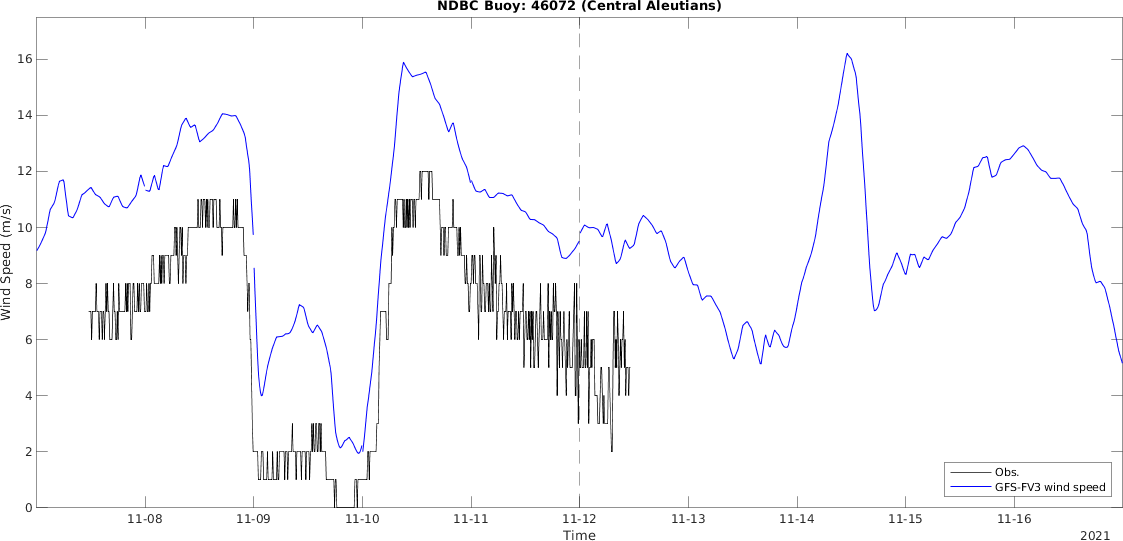 NDBC Buoy: 46072 (Central Aleutians)
16
14
12
10
8
6
4
2
0
Wind Speed (m/s)
Obs.
GFS-FV3 wind speed
11-08 11-09 11-10 11-11 11-12 11-13 11-14 11-15 11-16
Time
2021